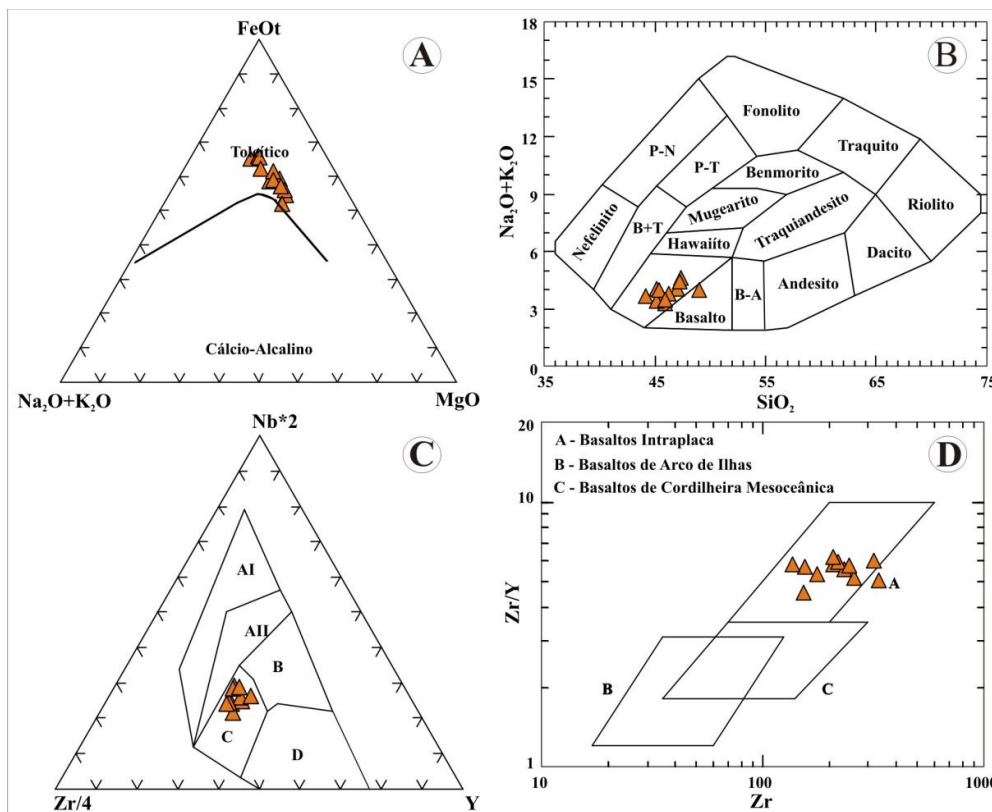 FeOt
A
Toleítico
Cálcio-Alcalino
Na₂O+K₂O
MgO
B
Na₂O+K₂O
18
15
12
9
6
3
0
Fonolito
Traquito
P-N
P-T
Benmorito
Riolito
Mugearito
Nefelinito
B+T
Traquiandesito
Hawaiíto
Dacito
Andesito
B-A
Basalto
35
45
55
65
75
SiO₂
Nb*2
C
AI
AII
B
C
D
Zr/4
Y
D
A - Basaltos Intraplaca
B - Basaltos de Arco de Ilhas
C - Basaltos de Cordilheira Mesoceânica
Zr/Y
20
10
1
A
B
C
10
100
1000
Zr